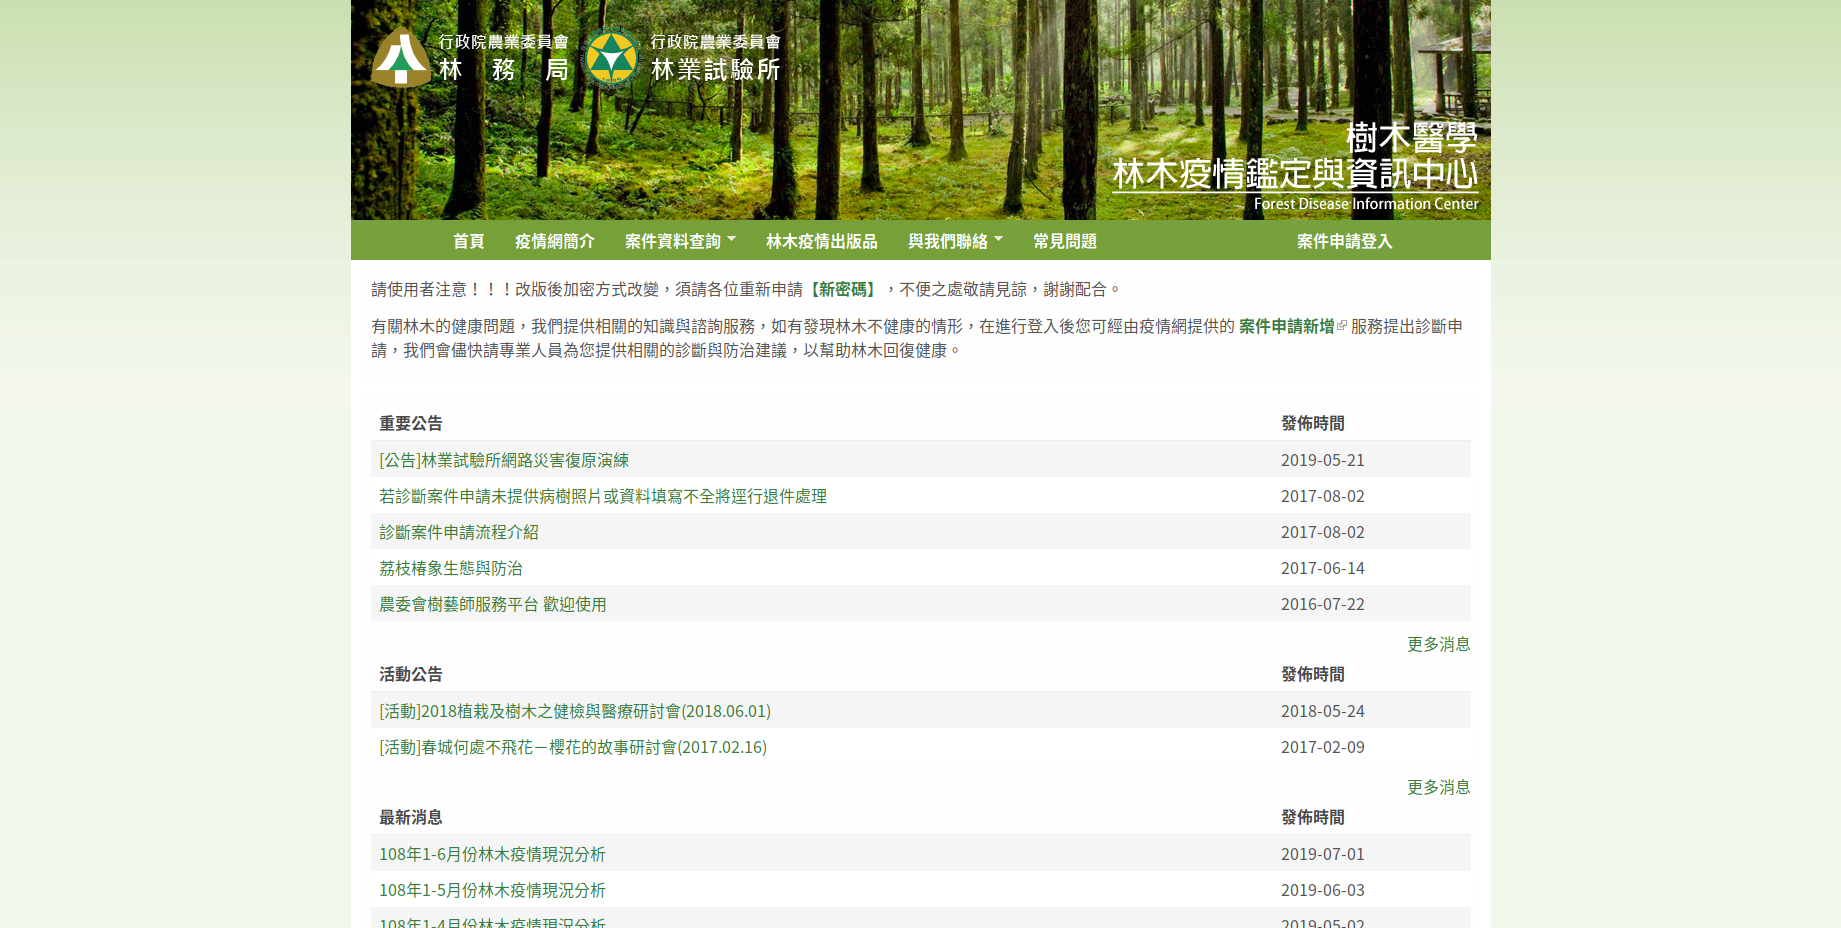 行政院農業委員會
林務局
行政院農業委員會
林業試驗所
樹木醫學
林木疫情鑑定與資訊中心
Forest Disease Information Center
首頁 疫情網簡介 案件資料查詢 林木疫情出版品 與我們聯絡 常見問題 案件申請登入
請使用者注意！！！改版後加密方式改變，須請各位重新申請【新密碼】，不便之處敬請見諒，謝謝配合。
有關林木的健康問題，我們提供相關的知識與諮詢服務，如有發現林木不健康的情形，在進行登入後您可經由疫情網提供的 案件申請新增 服務提出診斷申
請，我們會儘快請專業人員為您提供相關的診斷與防治建議，以幫助林木回復健康。
重要公告 發佈時間
[公告]林業試驗所網路災害復原演練 2019-05-21
若診斷案件申請未提供病樹照片或資料填寫不全將逕行退件處理 2017-08-02
診斷案件申請流程介紹 2017-08-02
荔枝椿象生態與防治 2017-06-14
農委會樹藝師服務平台 歡迎使用 2016-07-22
更多消息
活動公告 發佈時間
[活動]2018植栽及樹木之健檢與醫療研討會(2018.06.01) 2018-05-24
[活動]春城何處不飛花－櫻花的故事研討會(2017.02.16) 2017-02-09
更多消息
最新消息 發佈時間
108年1-6月份林木疫情現況分析 2019-07-01
108年1-5月份林木疫情現況分析 2019-06-03
108年1-4月份林木疫情現況分析 2019-05-02